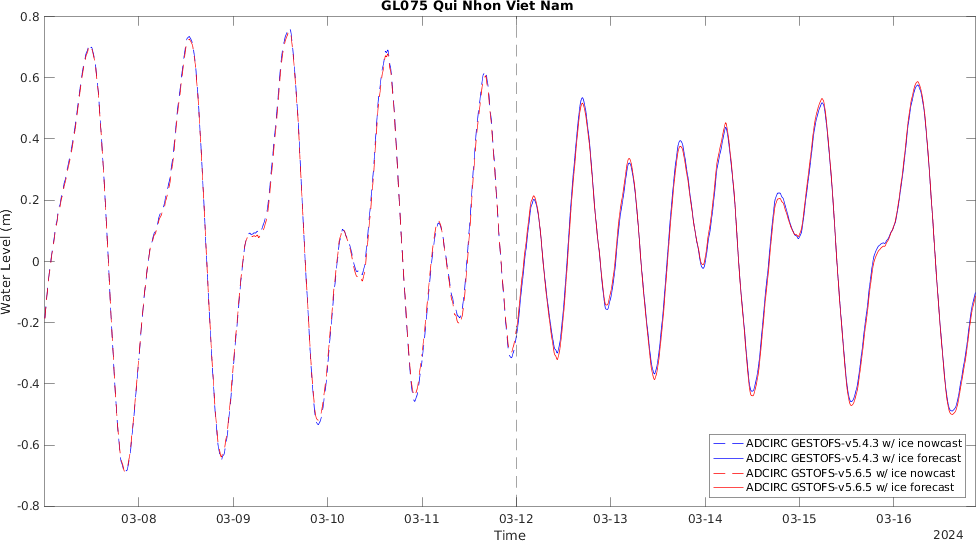 GL075 Qui Nhon Viet Nam
0.8
0.6
0.4
0.2
0
-0.2
-0.4
-0.6
-0.8
Water Level (m)
ADCIRC GESTOFS-v5.4.3 w/ ice nowcast
ADCIRC GESTOFS-v5.4.3 w/ ice forecast
ADCIRC GSTOFS-v5.6.5 w/ ice nowcast
ADCIRC GSTOFS-v5.6.5 w/ ice forecast
03-08 03-09 03-10 03-11 03-12 03-13 03-14 03-15 03-16
Time
2024